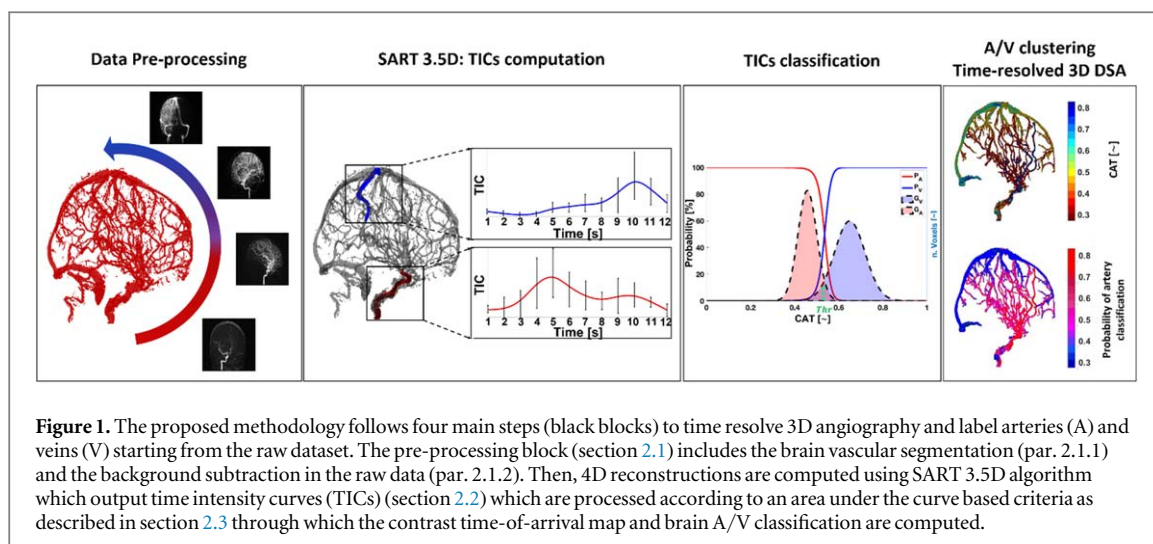 Data Pre-processing
SART 3.5D: TICs computation
TICs classification
A/V clustering
Time-resolved 3D DSA
TIC
1 2 3 4 5 6 7 8 9 10 11 12
Time [s]
TIC
1 2 3 4 5 6 7 8 9 10 11 12
Time [s]
Probability [%]
100
80
60
40
20
0
0 0.2 0.4 0.6 0.8 1
Thr
CAT [~]
P_A
P_V
G_V
G_A
n. Voxels [~]
0.8
0.7
0.6
0.5
0.4
0.3
CAT [~]
0.8
0.7
0.6
0.5
0.4
0.3
Probability of artery
classification
Figure 1. The proposed methodology follows four main steps (black blocks) to time resolve 3D angiography and label arteries (A) and
veins (V) starting from the raw dataset. The pre-processing block (section 2.1) includes the brain vascular segmentation (par. 2.1.1)
and the background subtraction in the raw data (par. 2.1.2). Then, 4D reconstructions are computed using SART 3.5D algorithm
which output time intensity curves (TICs) (section 2.2) which are processed according to an area under the curve based criteria as
described in section 2.3 through which the contrast time-of-arrival map and brain A/V classification are computed.